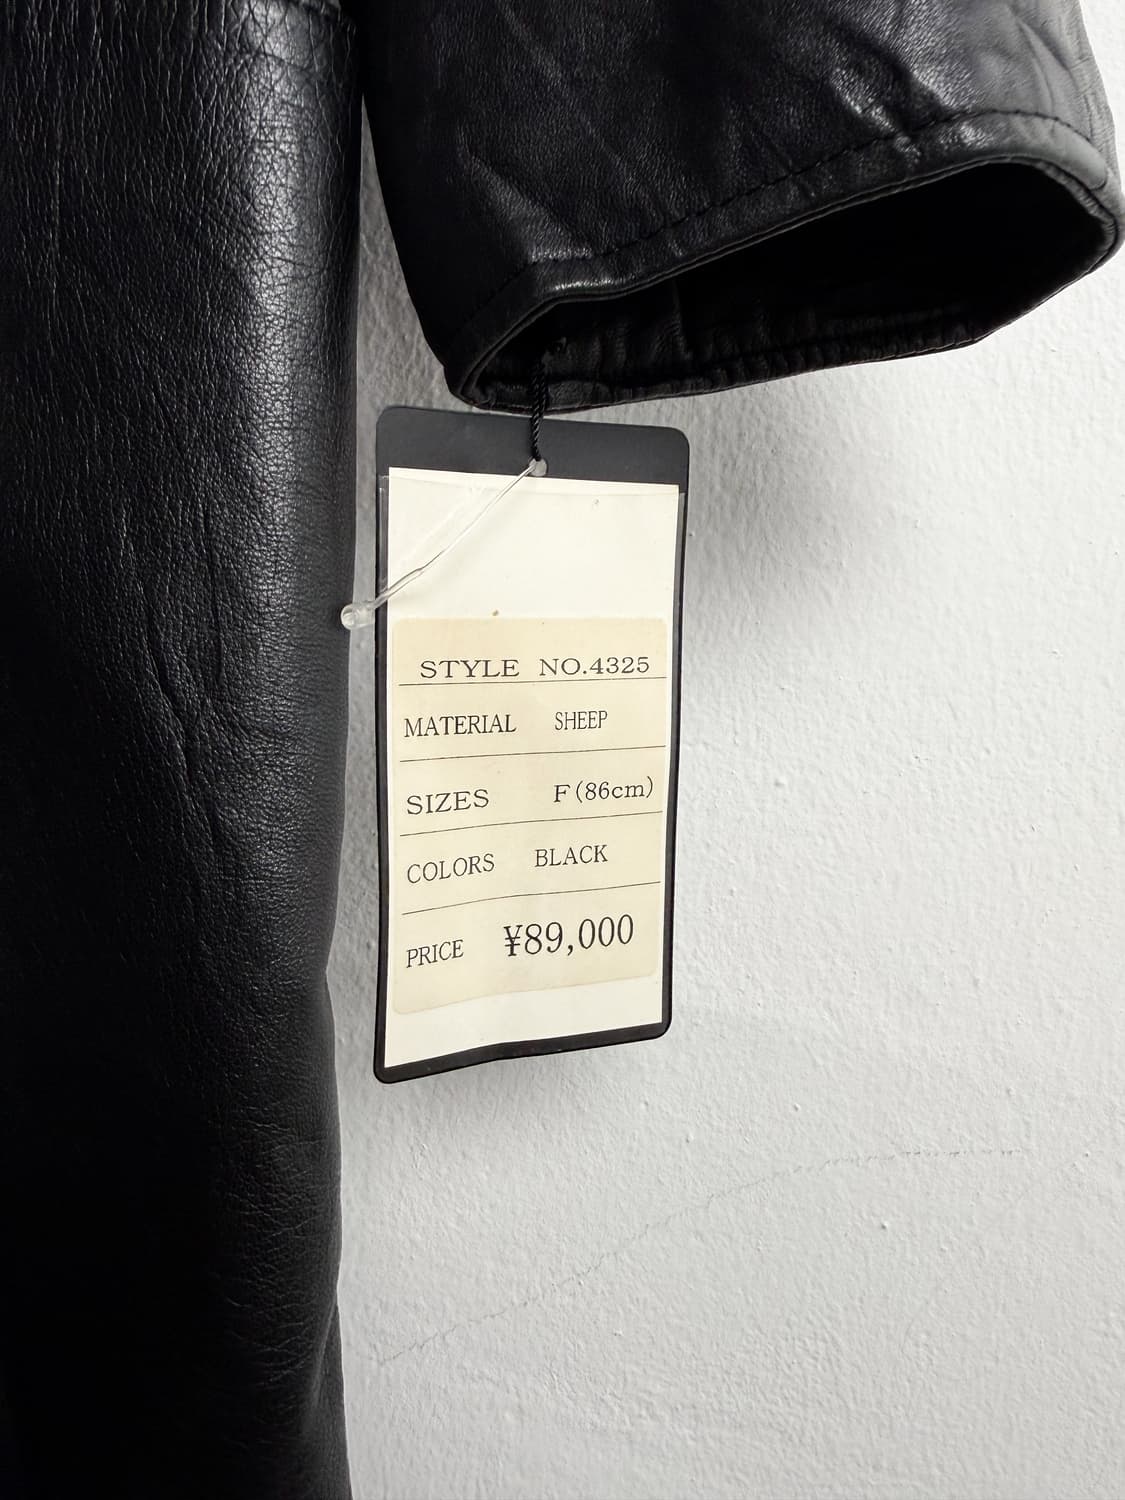 STYLE NO.4325
MATERIAL SHEEP
SIZES F(86cm)
COLORS BLACK
PRICE ¥89,000